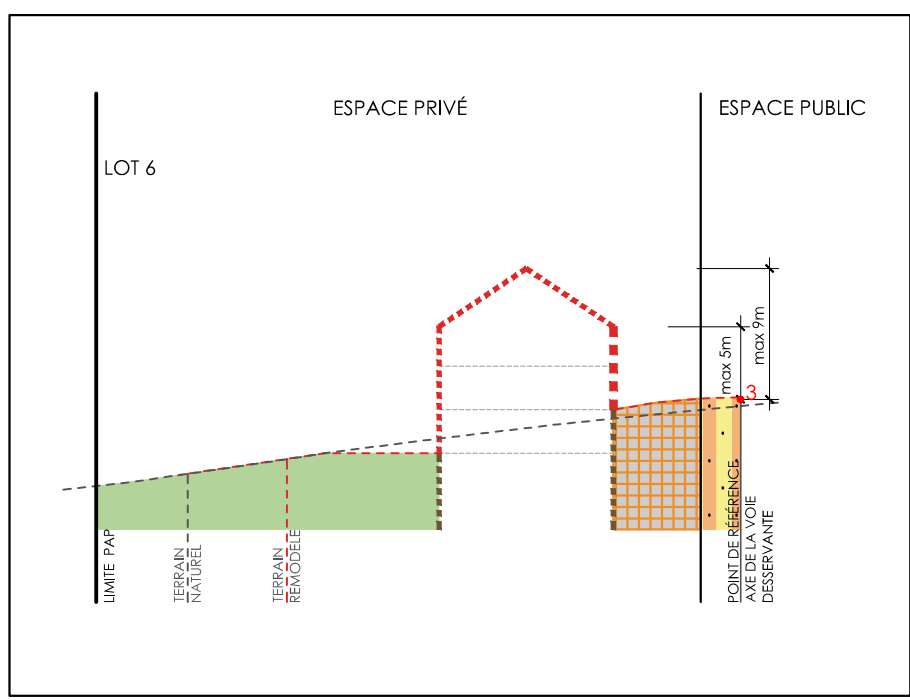 ESPACE PRIVÉ
ESPACE PUBLIC
LOT 6
max 5m
max 9m
3
LIMITE PAP
TERRAIN
NATUREL
TERRAIN
REMODELE
POINT DE RÉFÉRENCE
AXE DE LA VOIE
DESSERVANTE